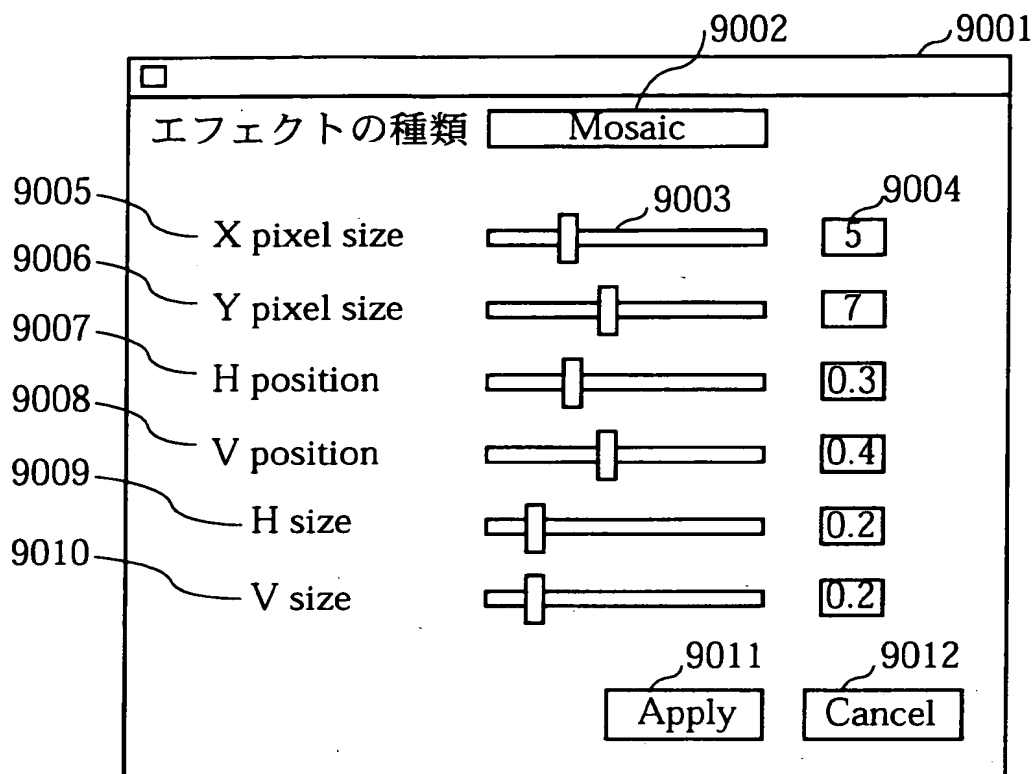 9002 9001
エフェクトの種類 Mosaic
9005 9003 9004
X pixel size 5
9006
Y pixel size 7
9007
H position 0.3
9008
V position 0.4
9009
H size 0.2
9010
V size 0.2
9011 9012
Apply Cancel